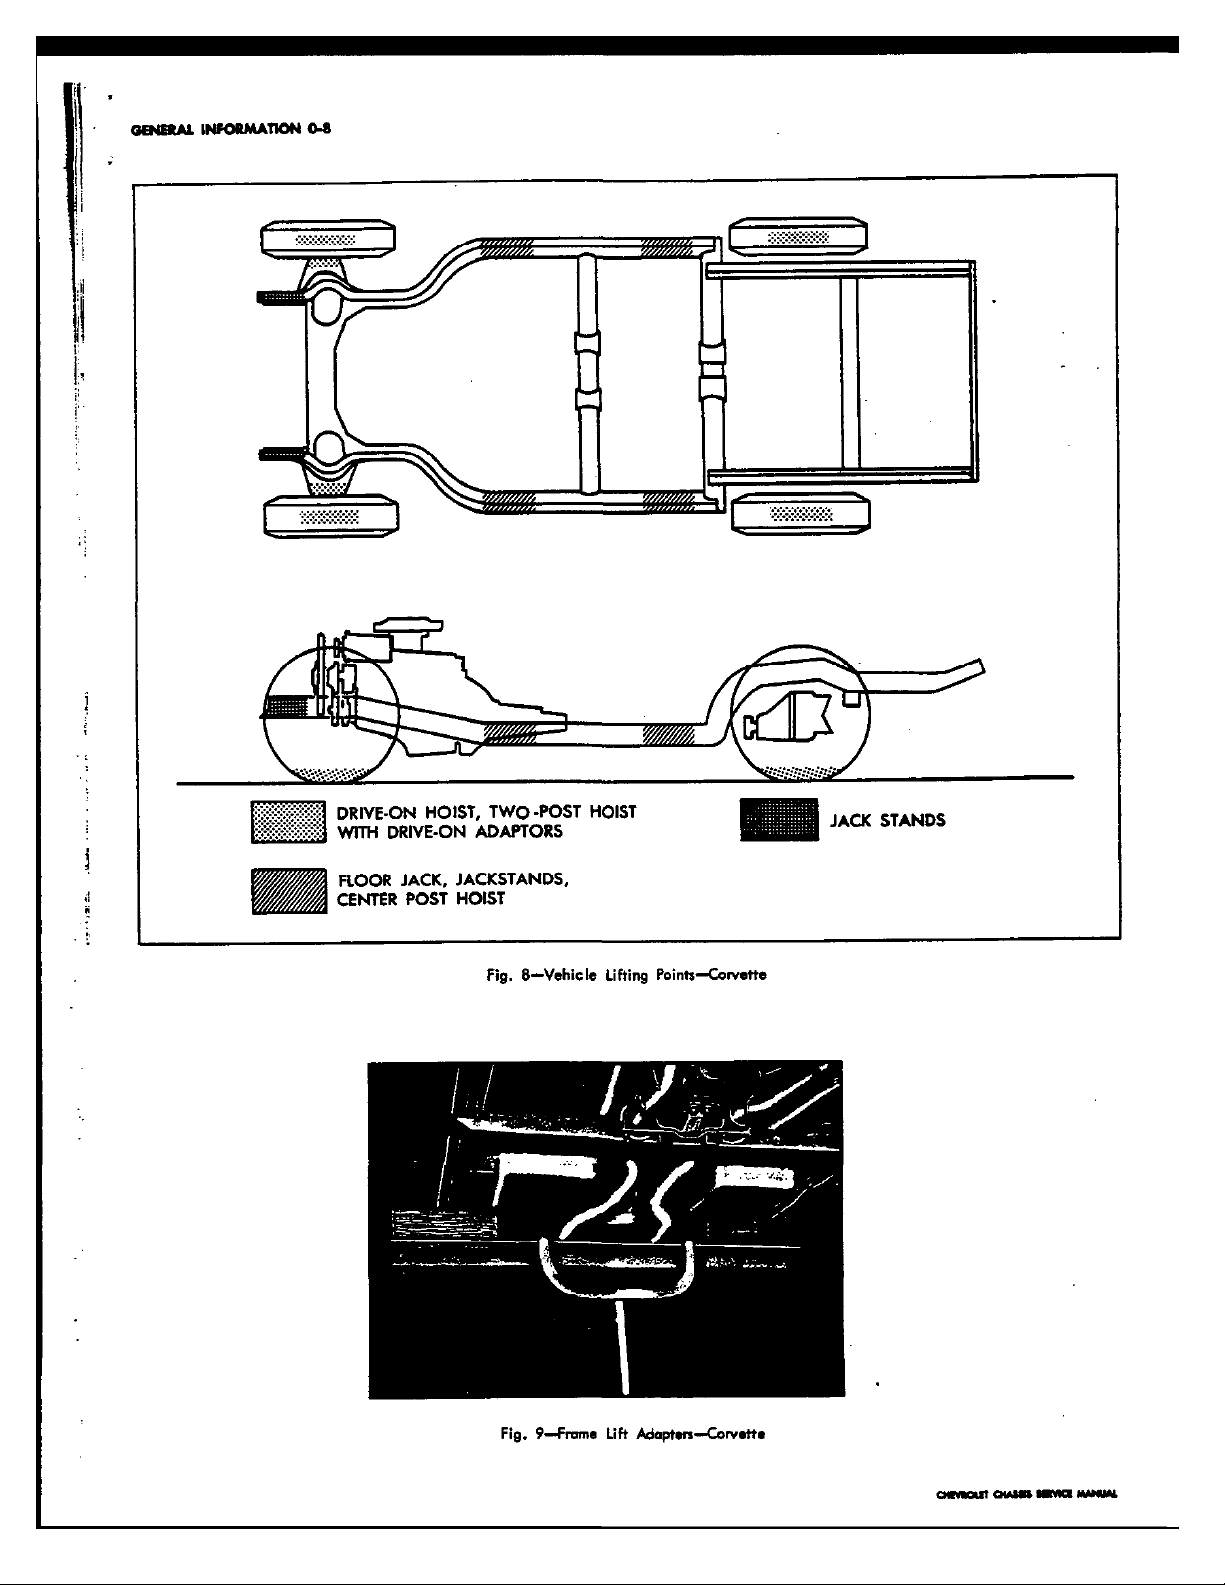 GENERAL INFORMATION 0-8
DRIVE-ON HOIST, TWO-POST HOIST
WITH DRIVE-ON ADAPTORS
JACK STANDS
FLOOR JACK, JACKSTANDS,
CENTER POST HOIST
Fig. 8—Vehicle Lifting Points—Corvette
Fig. 9—Frame Lift Adapters—Corvette
CHEVROLET CHASSIS SERVICE MANUAL